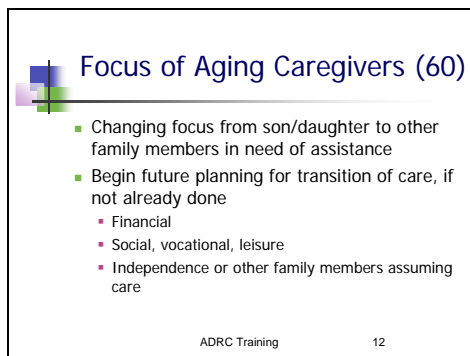 Focus of Aging Caregivers (60)
Changing focus from son/daughter to other
family members in need of assistance
Begin future planning for transition of care, if
not already done
Financial
Social, vocational, leisure
Independence or other family members assuming
care
ADRC Training 12